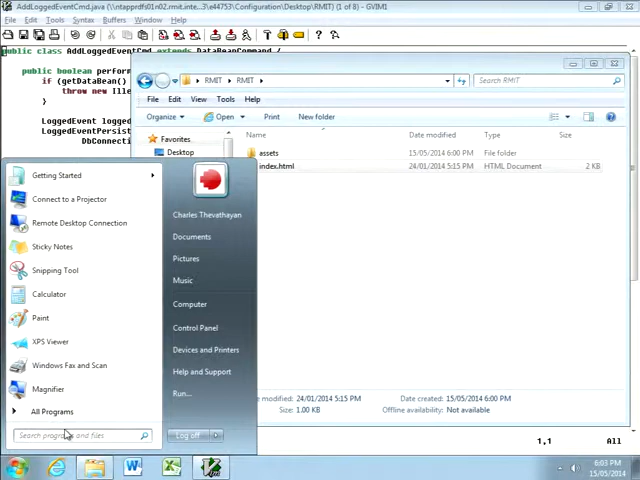 AddLoggedEventCmd.java (\\ntapprdfs01n02.rmit.inte...3\e44753\Configuration\Desktop\RMIT) (1 of 8) - GVIM1
File Edit Tools Syntax Buffers Window Help
public class AddLoggedEventCmd extends DataBeanCommand /
public boolean perform
if (getDataBean()
throw new Ille
}
LoggedEvent logged
LoggedEventPersist
DbConnecti
RMIT RMIT
Search RMIT
File Edit View Tools Help
Organize Open Print New folder
Favorites
Desktop
Name Date modified Type Size
assets 15/05/2014 6:00 PM File folder
index.html 24/01/2014 5:15 PM HTML Document 2 KB
Getting Started
Connect to a Projector
Remote Desktop Connection
Sticky Notes
Snipping Tool
Calculator
Paint
XPS Viewer
Windows Fax and Scan
Magnifier
All Programs
Search programs and files
Charles Thevathayan
Documents
Pictures
Music
Computer
Control Panel
Devices and Printers
Help and Support
Run...
Log off
modified: 24/01/2014 5:15 PM Date created: 15/05/2014 6:00 PM
Size: 1.00 KB Offline availability: Not available
1,1 All
6:03 PM
15/05/2014